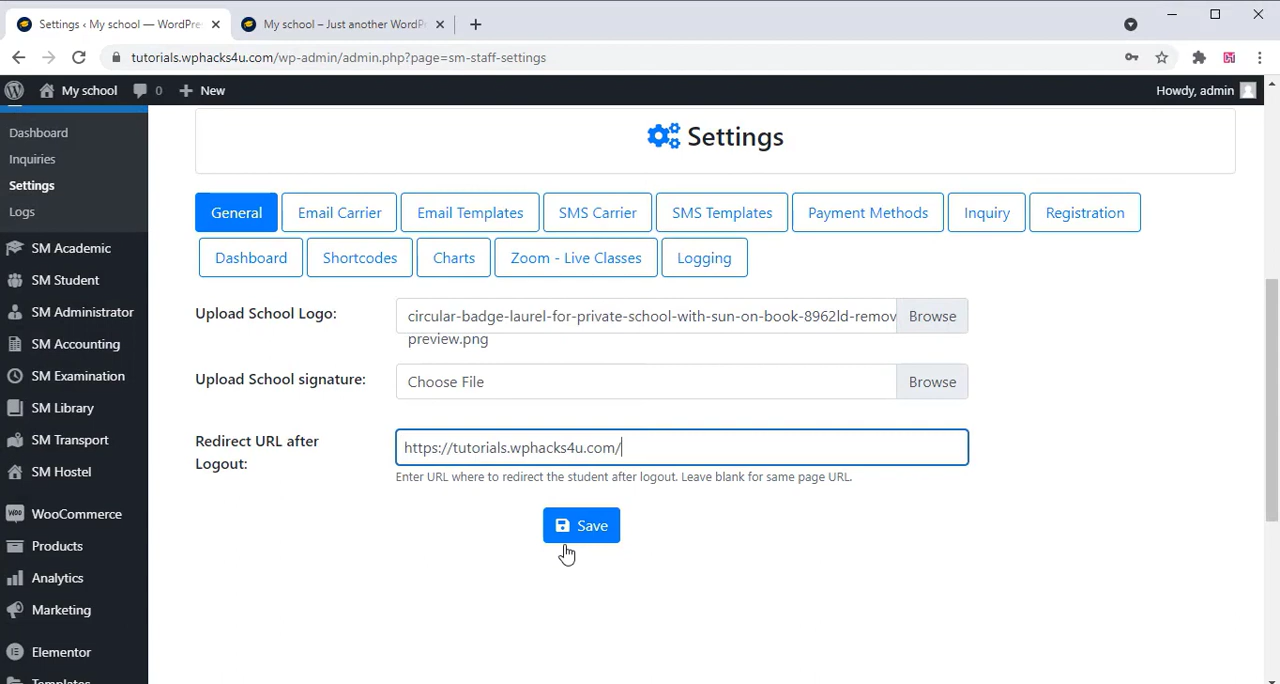 Settings ‹ My school — WordPre
My school – Just another WordP
tutorials.wphacks4u.com/wp-admin/admin.php?page=sm-staff-settings
My school
0
New
Howdy, admin
Dashboard
Inquiries
Settings
Logs
SM Academic
SM Student
SM Administrator
SM Accounting
SM Examination
SM Library
SM Transport
SM Hostel
WooCommerce
Products
Analytics
Marketing
Elementor
Templates
Settings
General
Email Carrier
Email Templates
SMS Carrier
SMS Templates
Payment Methods
Inquiry
Registration
Dashboard
Shortcodes
Charts
Zoom - Live Classes
Logging
Upload School Logo:
circular-badge-laurel-for-private-school-with-sun-on-book-8962ld-remov
preview.png
Browse
Upload School signature:
Choose File
Browse
Redirect URL after
Logout:
https://tutorials.wphacks4u.com/
Enter URL where to redirect the student after logout. Leave blank for same page URL.
Save